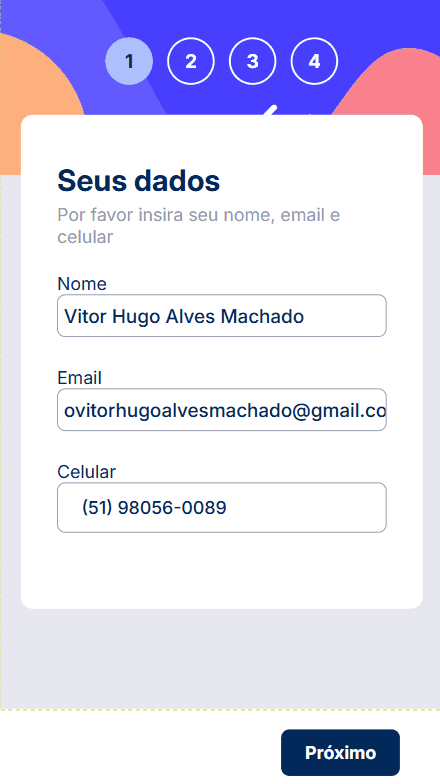 1 2 3 4
Seus dados
Por favor insira seu nome, email e
celular
Nome
Vitor Hugo Alves Machado
Email
ovitorhugoalvesmachado@gmail.co
Celular
(51) 98056-0089
Próximo